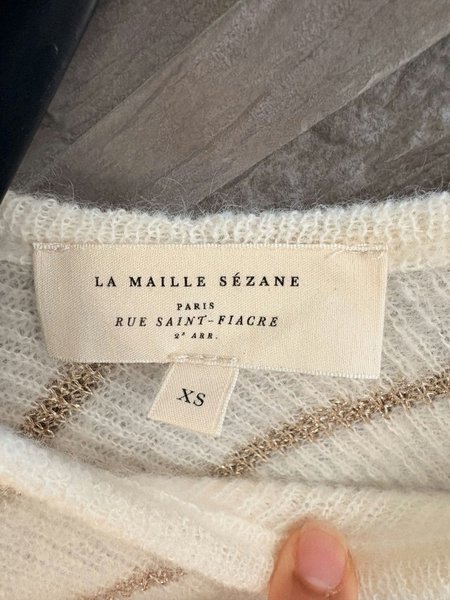 LA MAILLE SÉZANE
PARIS
RUE SAINT-FIACRE
2ᵉ ARR.
XS